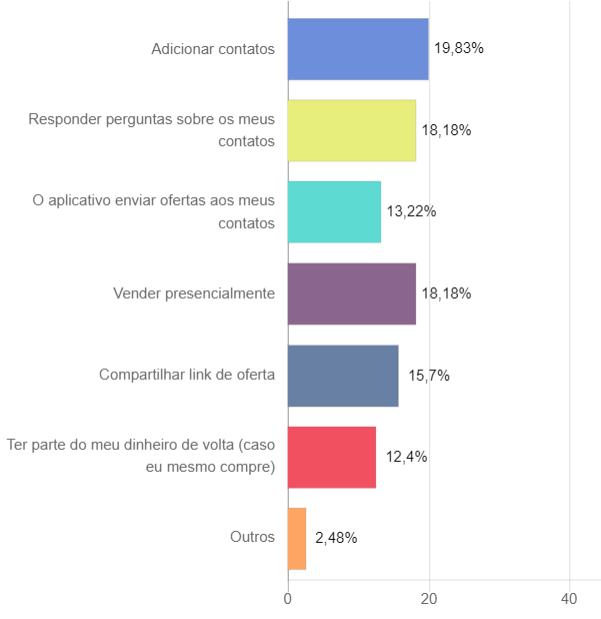 Adicionar contatos
19,83%
Responder perguntas sobre os meus
contatos
18,18%
O aplicativo enviar ofertas aos meus
contatos
13,22%
Vender presencialmente
18,18%
Compartilhar link de oferta
15,7%
Ter parte do meu dinheiro de volta (caso
eu mesmo compre)
12,4%
Outros
2,48%
0 20 40